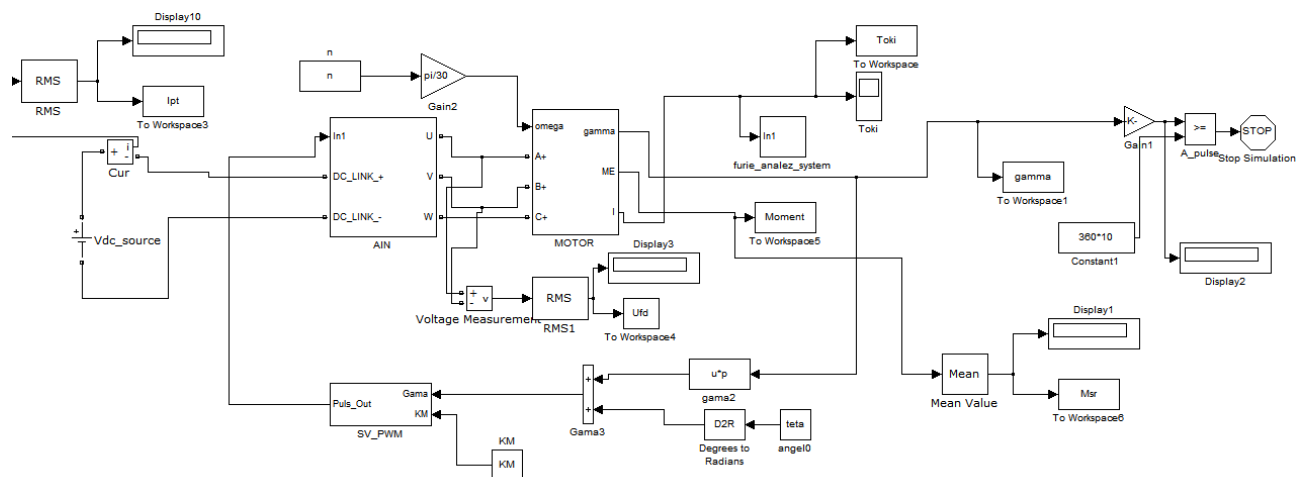 Display10
RMS
RMS
Ipt
To Workspace3
i
+
-
Cur
+
Vdc_source
n
n
pi/30
Gain2
In1
DC_LINK_+
DC_LINK_-
U
V
W
AIN
omega
A+
B+
C+
gamma
ME
I
MOTOR
Toki
To Workspace
Toki
In1
furie_analez_system
Moment
To Workspace5
gamma
To Workspace1
K-
Gain1
>=
A_pulse
STOP
Stop Simulation
360*10
Constant1
Display2
+
-
v
Voltage Measurement
RMS
RMS1
Display3
Ufd
To Workspace4
Display1
Mean
Mean Value
Msr
To Workspace6
Puls_Out
Gama
KM
SV_PWM
KM
KM
+
+
Gama3
u*p
gama2
D2R
Degrees to
Radians
teta
angel0